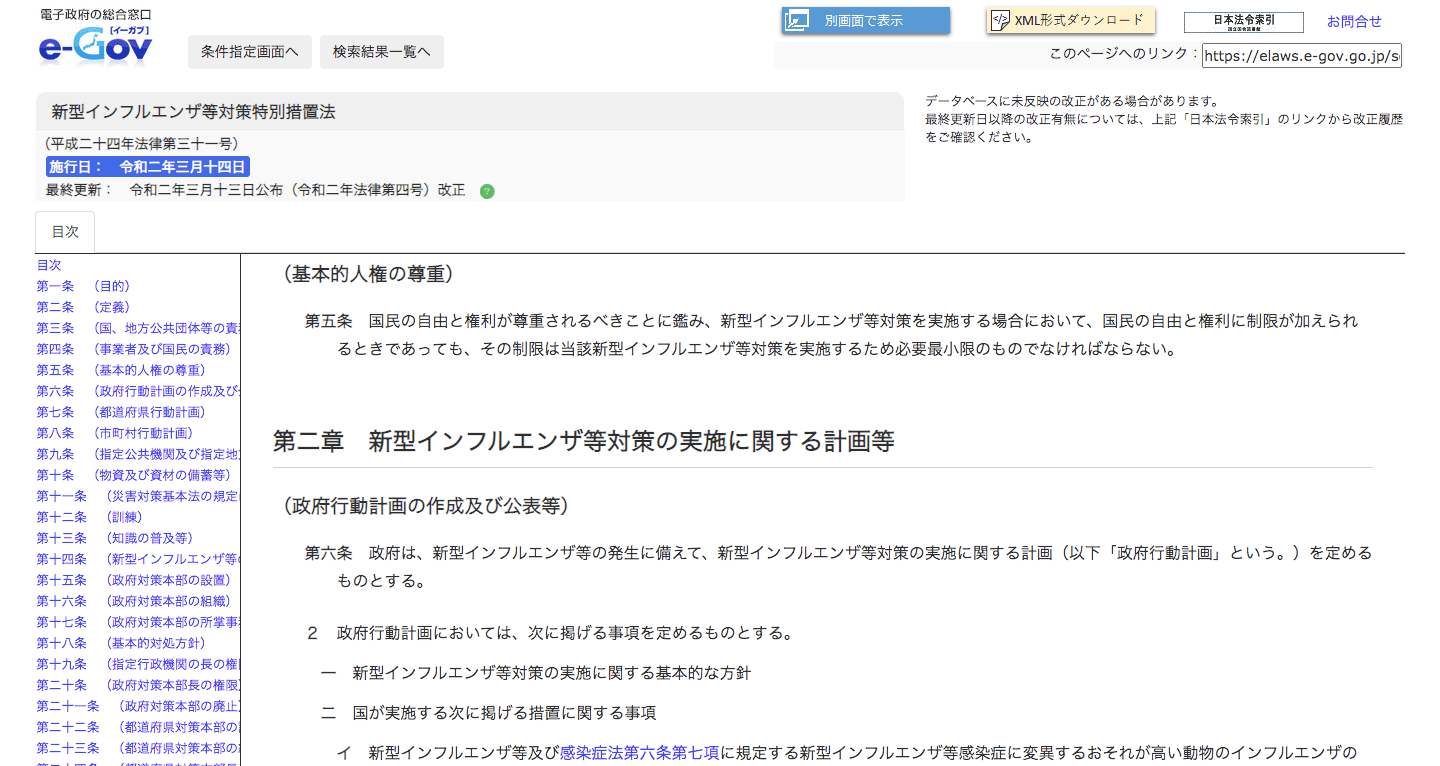 電子政府の総合窓口
e-Gov [イーガブ]
条件指定画面へ
検索結果一覧へ
別画面で表示
XML形式ダウンロード
日本法令索引
国立国会図書館
お問合せ
このページへのリンク：
https://elaws.e-gov.go.jp/s
新型インフルエンザ等対策特別措置法
（平成二十四年法律第三十一号）
施行日： 令和二年三月十四日
最終更新： 令和二年三月十三日公布（令和二年法律第四号）改正 ?
データベースに未反映の改正がある場合があります。
最終更新日以降の改正有無については、上記「日本法令索引」のリンクから改正履歴
をご確認ください。
目次
目次
第一条 （目的）
第二条 （定義）
第三条 （国、地方公共団体等の責
第四条 （事業者及び国民の責務）
第五条 （基本的人権の尊重）
第六条 （政府行動計画の作成及び
第七条 （都道府県行動計画）
第八条 （市町村行動計画）
第九条 （指定公共機関及び指定地
第十条 （物資及び資材の備蓄等）
第十一条 （災害対策基本法の規定
第十二条 （訓練）
第十三条 （知識の普及等）
第十四条 （新型インフルエンザ等
第十五条 （政府対策本部の設置）
第十六条 （政府対策本部の組織）
第十七条 （政府対策本部の所掌事
第十八条 （基本的対処方針）
第十九条 （指定行政機関の長の権
第二十条 （政府対策本部長の権限
第二十一条 （政府対策本部の廃止
第二十二条 （都道府県対策本部の
第二十三条 （都道府県対策本部の
（基本的人権の尊重）
第五条 国民の自由と権利が尊重されるべきことに鑑み、新型インフルエンザ等対策を実施する場合において、国民の自由と権利に制限が加えられ
るときであっても、その制限は当該新型インフルエンザ等対策を実施するため必要最小限のものでなければならない。
第二章 新型インフルエンザ等対策の実施に関する計画等
（政府行動計画の作成及び公表等）
第六条 政府は、新型インフルエンザ等の発生に備えて、新型インフルエンザ等対策の実施に関する計画（以下「政府行動計画」という。）を定める
ものとする。
２ 政府行動計画においては、次に掲げる事項を定めるものとする。
一 新型インフルエンザ等対策の実施に関する基本的な方針
二 国が実施する次に掲げる措置に関する事項
イ 新型インフルエンザ等及び感染症法第六条第七項に規定する新型インフルエンザ等感染症に変異するおそれが高い動物のインフルエンザの